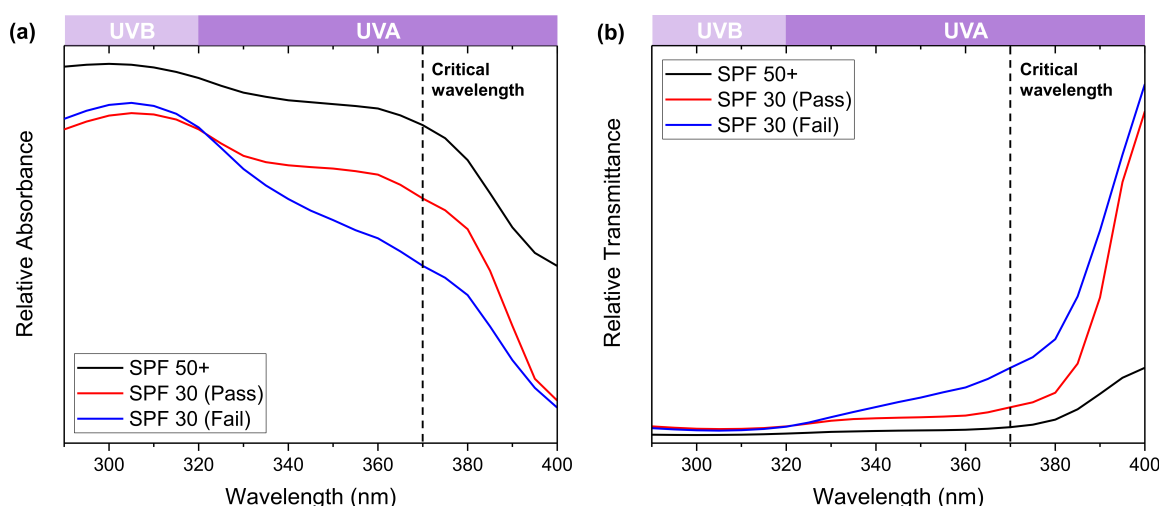 (a)
UVB UVA
Critical
wavelength
Relative Absorbance
SPF 50+
SPF 30 (Pass)
SPF 30 (Fail)
300 320 340 360 380 400
Wavelength (nm)
(b)
UVB UVA
SPF 50+
SPF 30 (Pass)
SPF 30 (Fail)
Critical
wavelength
Relative Transmittance
300 320 340 360 380 400
Wavelength (nm)